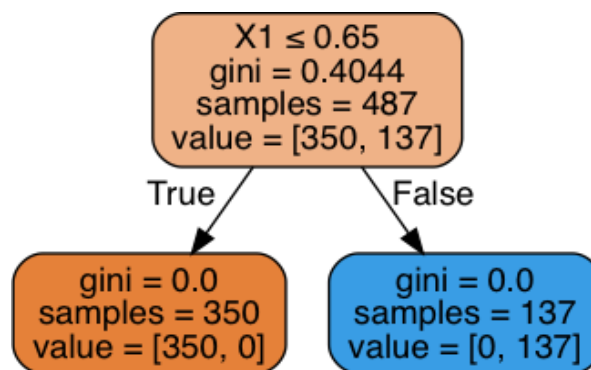 X1 ≤ 0.65
gini = 0.4044
samples = 487
value = [350, 137]
True
False
gini = 0.0
samples = 350
value = [350, 0]
gini = 0.0
samples = 137
value = [0, 137]